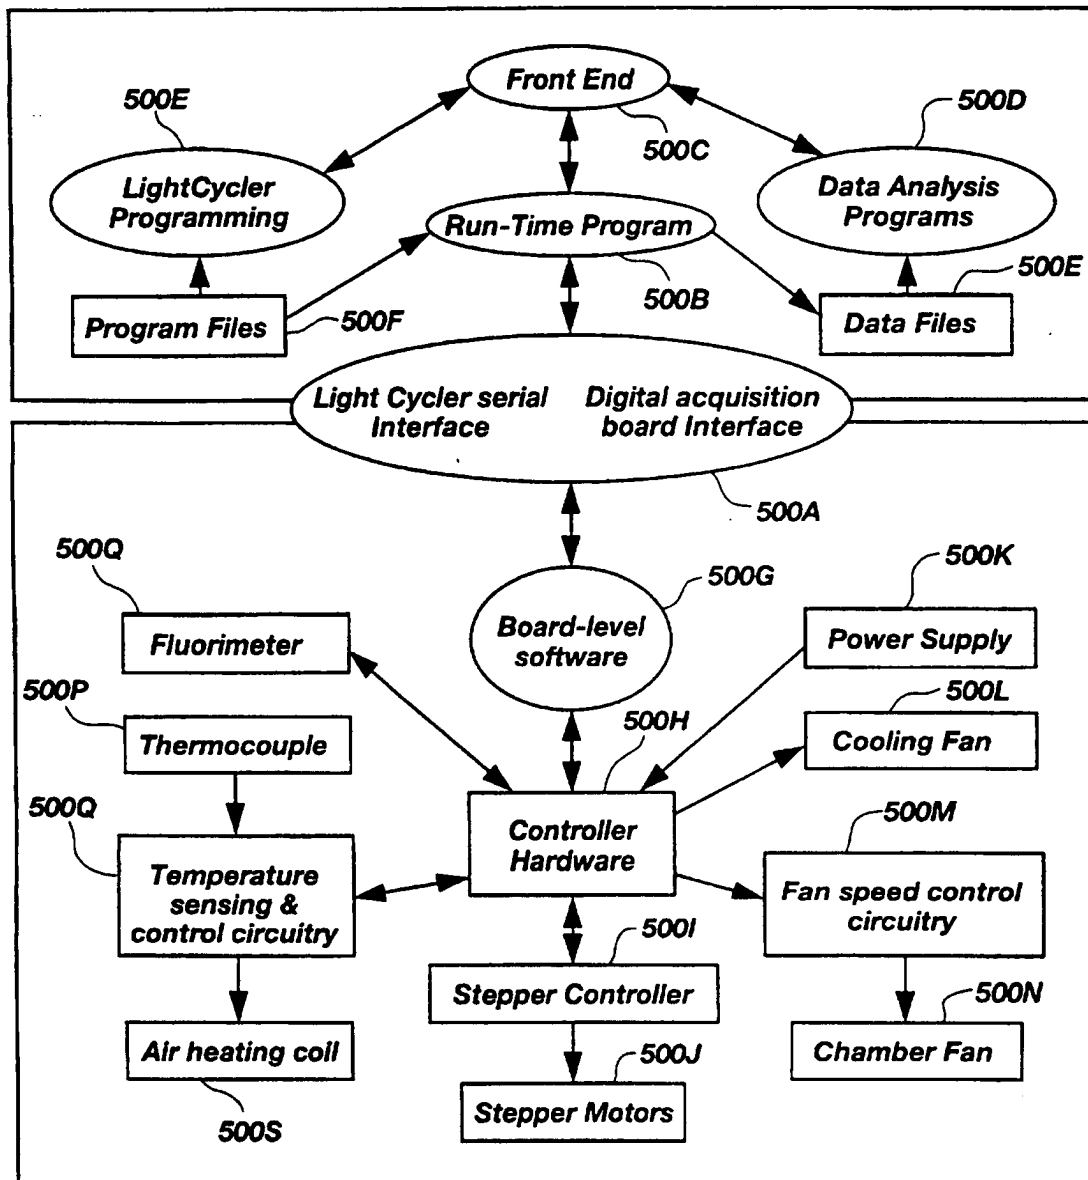 Front End
500E
500D
500C
LightCycler
Programming
Data Analysis
Programs
Run-Time Program
500E
500B
Program Files
500F
Data Files
Light Cycler serial
Interface
Digital acquisition
board Interface
500A
500Q
500G
500K
Fluorimeter
Board-level
software
Power Supply
500P
500H
500L
Thermocouple
Cooling Fan
500Q
500M
Controller
Hardware
Temperature
sensing &
control circuitry
Fan speed control
circuitry
500I
Stepper Controller
500N
Air heating coil
500J
Chamber Fan
Stepper Motors
500S